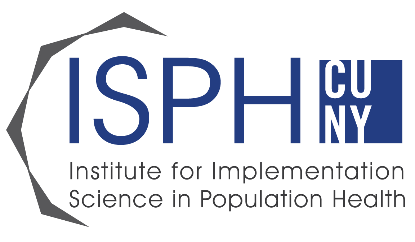 ISPH CU
NY
Institute for Implementation
Science in Population Health